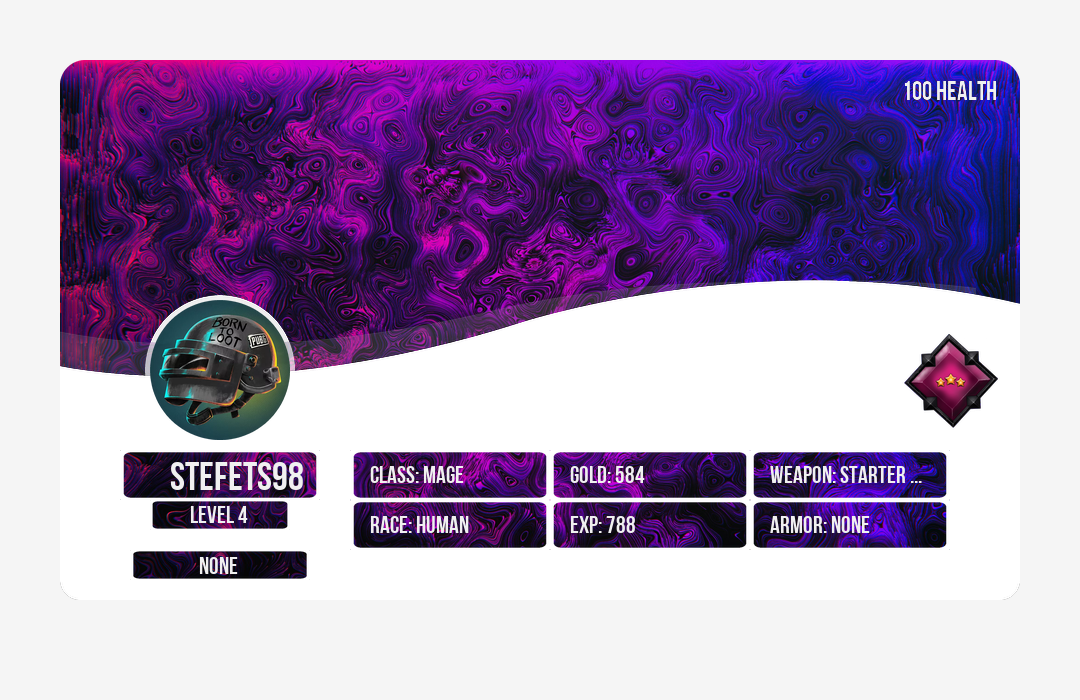 100 HEALTH
BORN
TO
LOOT
PUBG
STEFETS98
LEVEL 4
NONE
CLASS: MAGE
GOLD: 584
WEAPON: STARTER ...
RACE: HUMAN
EXP: 788
ARMOR: NONE